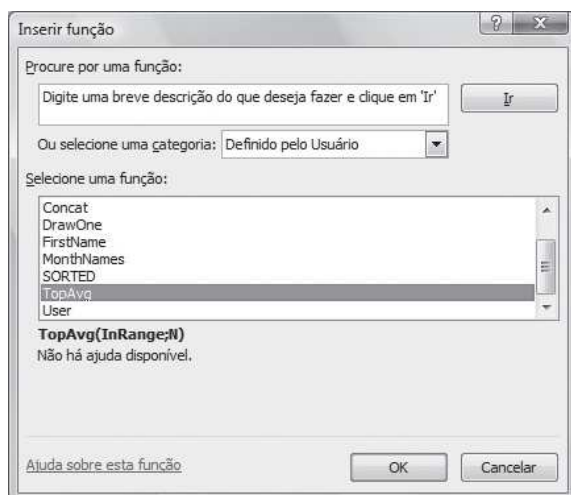 Inserir função
Procure por uma função:
Digite uma breve descrição do que deseja fazer e clique em 'Ir'
Ir
Ou selecione uma categoria: Definido pelo Usuário
Selecione uma função:
Concat
DrawOne
FirstName
MonthNames
SORTED
TopAvg
User
TopAvg(InRange;N)
Não há ajuda disponível.
Ajuda sobre esta função
OK
Cancelar